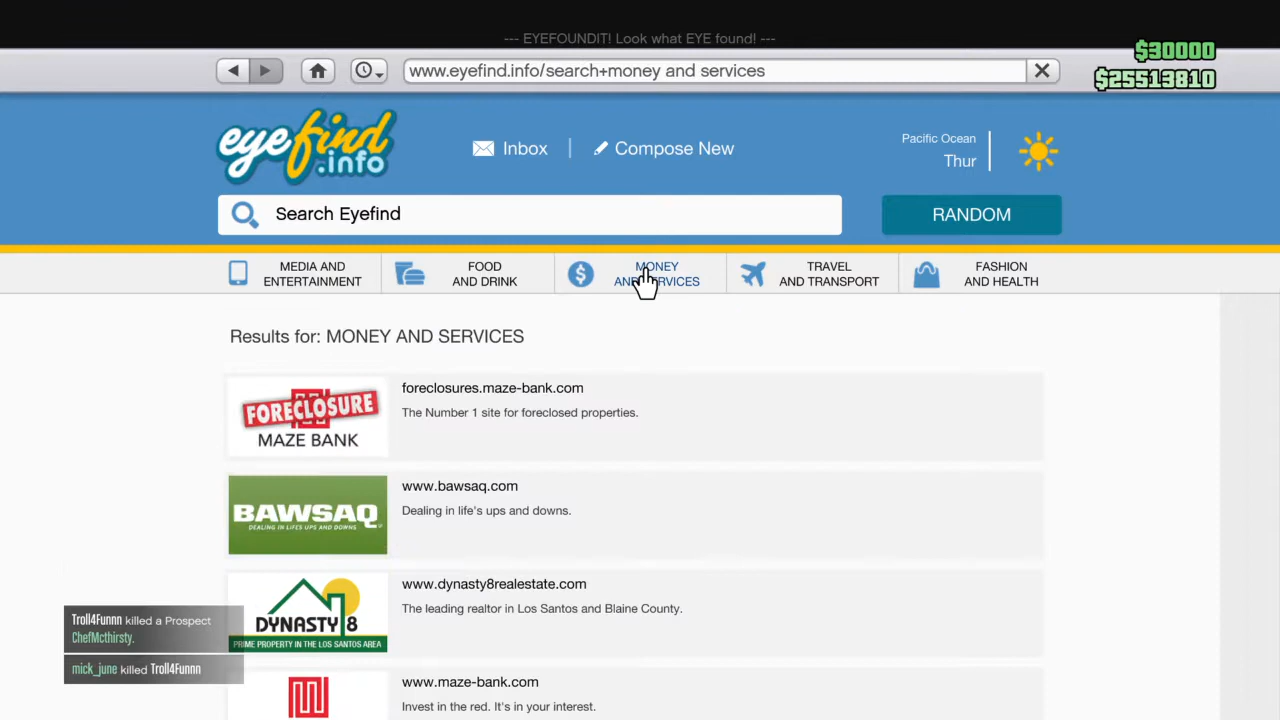 --- EYEFOUNDIT! Look what EYE found! ---
$30000
$25513810
www.eyefind.info/search+money and services
eyefind
.info
Inbox
Compose New
Pacific Ocean
Thur
Search Eyefind
RANDOM
MEDIA AND
ENTERTAINMENT
FOOD
AND DRINK
MONEY
AND SERVICES
TRAVEL
AND TRANSPORT
FASHION
AND HEALTH
Results for: MONEY AND SERVICES
FORECLOSURE
MAZE BANK
foreclosures.maze-bank.com
The Number 1 site for foreclosed properties.
BAWSAQ
DEALING IN LIFE'S UPS AND DOWNS
www.bawsaq.com
Dealing in life's ups and downs.
DYNASTY 8
PRIME PROPERTY IN THE LOS SANTOS AREA
www.dynasty8realestate.com
The leading realtor in Los Santos and Blaine County.
www.maze-bank.com
Invest in the red. It's in your interest.
Troll4Funnn killed a Prospect
ChefMcthirsty.
mick_june killed Troll4Funnn